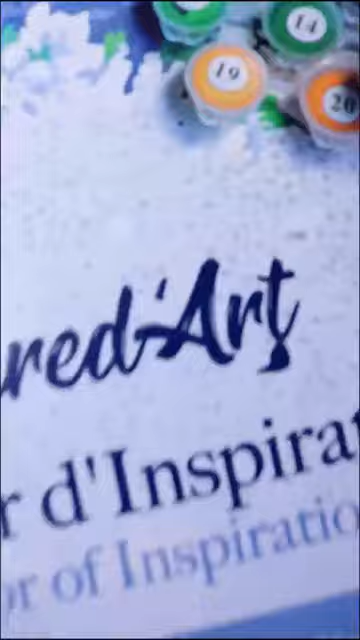 14
19
20
red'Art
r d'Inspirat
or of Inspiratio